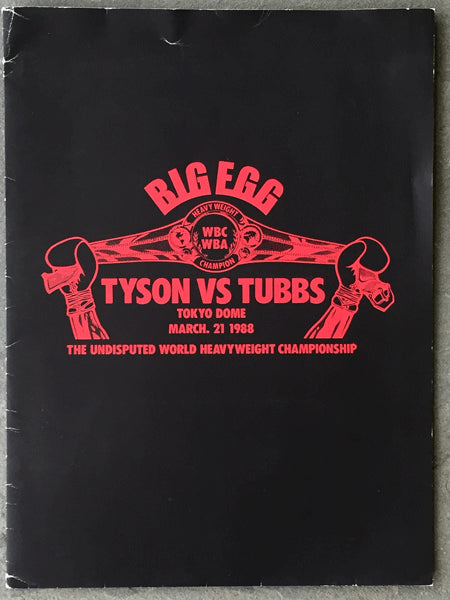 BIG EGG
HEAVY WEIGHT
WBC
WBA
CHAMPION
TYSON VS TUBBS
TOKYO DOME
MARCH. 21 1988
THE UNDISPUTED WORLD HEAVYWEIGHT CHAMPIONSHIP